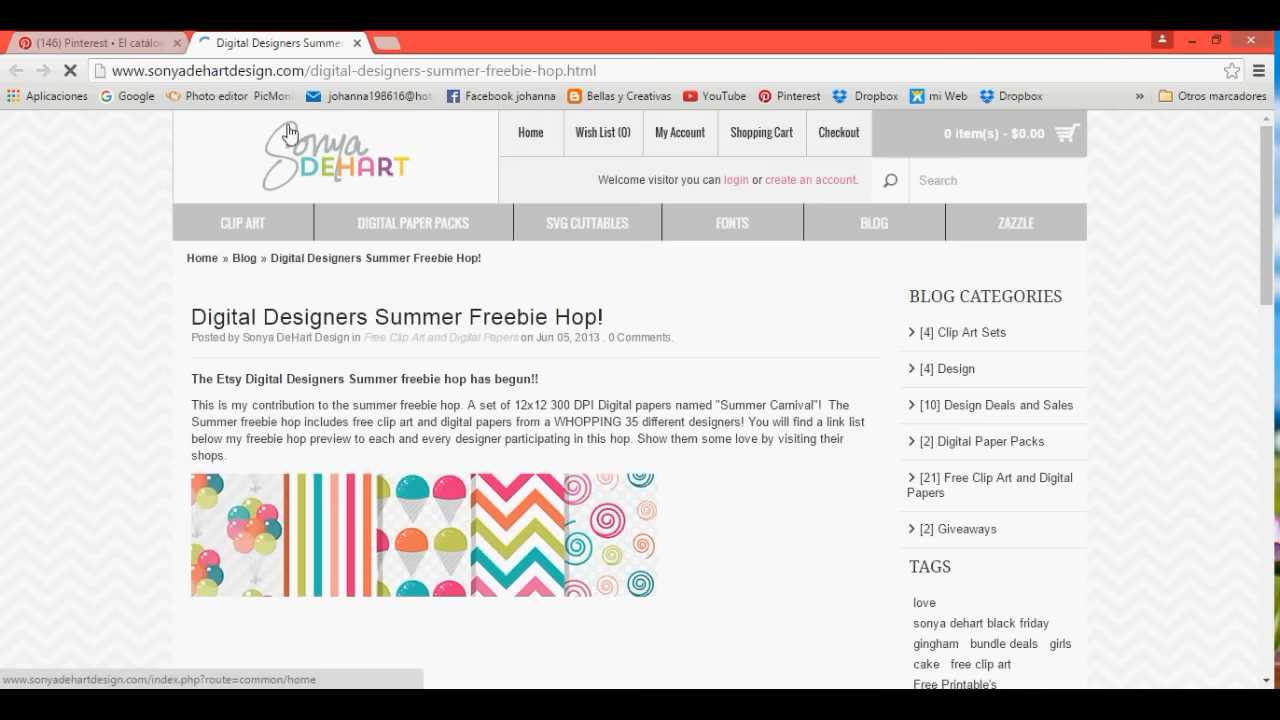 (146) Pinterest • El catálog
Digital Designers Summe
www.sonyadehartdesign.com/digital-designers-summer-freebie-hop.html
Aplicaciones Google Photo editor PicMon johanna198616@hot Facebook johanna Bellas y Creativas YouTube Pinterest Dropbox mi Web Dropbox » Otros marcadores
Sonya
DEHART
Home Wish List (0) My Account Shopping Cart Checkout
0 item(s) - $0.00
Welcome visitor you can login or create an account.
Search
CLIP ART DIGITAL PAPER PACKS SVG CUTTABLES FONTS BLOG ZAZZLE
Home » Blog » Digital Designers Summer Freebie Hop!
Digital Designers Summer Freebie Hop!
Posted by Sonya DeHart Design in Free Clip Art and Digital Papers on Jun 05, 2013 . 0 Comments.
The Etsy Digital Designers Summer freebie hop has begun!!
This is my contribution to the summer freebie hop. A set of 12x12 300 DPI Digital papers named "Summer Carnival"! The
Summer freebie hop includes free clip art and digital papers from a WHOPPING 35 different designers! You will find a link list
below my freebie hop preview to each and every designer participating in this hop. Show them some love by visiting their
shops.
BLOG CATEGORIES
[4] Clip Art Sets
[4] Design
[10] Design Deals and Sales
[2] Digital Paper Packs
[21] Free Clip Art and Digital
Papers
[2] Giveaways
TAGS
love
sonya dehart black friday
gingham bundle deals girls
cake free clip art
Free Printable's
www.sonyadehartdesign.com/index.php?route=common/home